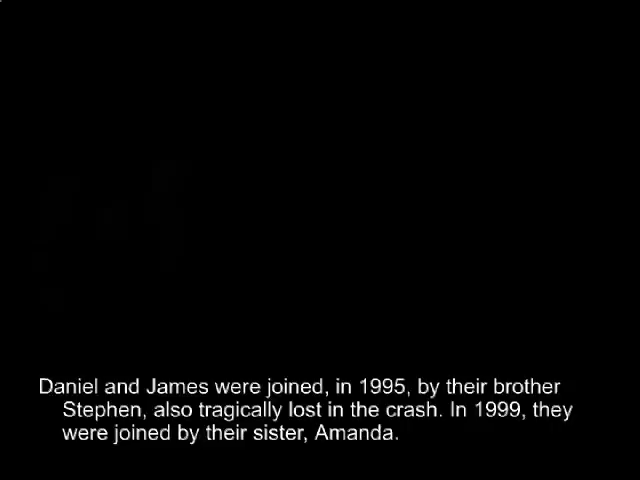 Daniel and James were joined, in 1995, by their brother
Stephen, also tragically lost in the crash. In 1999, they
were joined by their sister, Amanda.